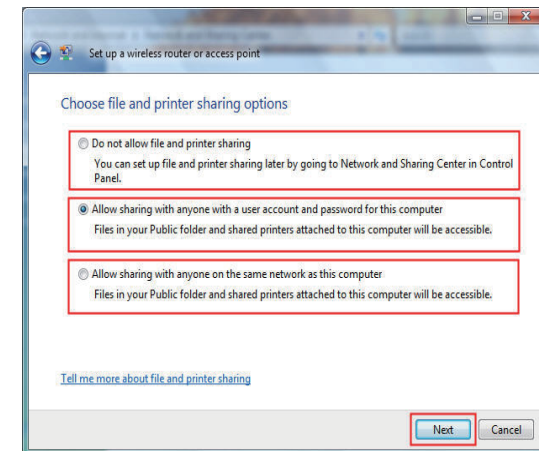 Set up a wireless router or access point
Choose file and printer sharing options
Do not allow file and printer sharing
You can set up file and printer sharing later by going to Network and Sharing Center in Control
Panel.
Allow sharing with anyone with a user account and password for this computer
Files in your Public folder and shared printers attached to this computer will be accessible.
Allow sharing with anyone on the same network as this computer
Files in your Public folder and shared printers attached to this computer will be accessible.
Tell me more about file and printer sharing
Next Cancel